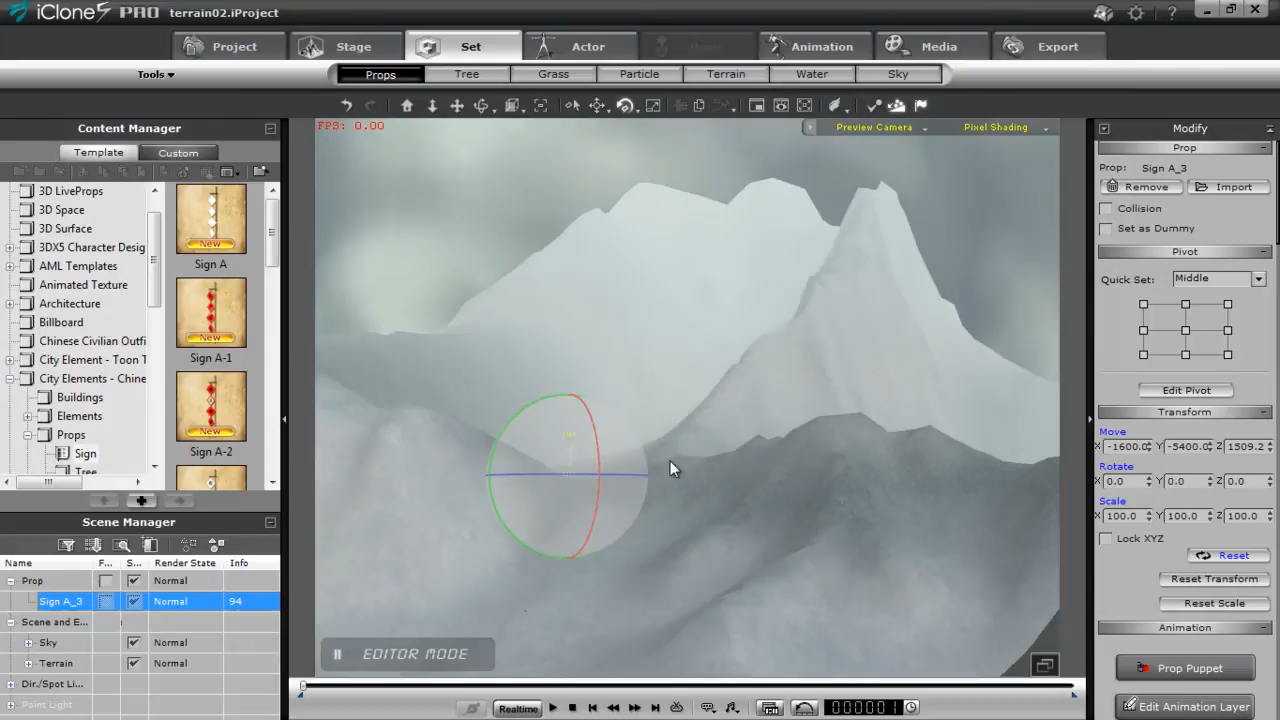 iClone5 PRO terrain02.iProject
Project Stage Set Actor Animation Media Export
Tools Props Tree Grass Particle Terrain Water Sky
Content Manager
Template Custom
3D LiveProps
3D Space
3D Surface
3DX5 Character Desig
AML Templates
Animated Texture
Architecture
Billboard
Chinese Civilian Outfi
City Element - Toon T
City Elements - Chine
Buildings
Elements
Props
Sign
Tree
New
Sign A
New
Sign A-1
New
Sign A-2
Scene Manager
Name F... S... Render State Info
Prop Normal
Sign A_3 Normal 94
Scene and E...
Sky Normal
Terrain Normal
Dir./Spot Li...
Point Light
FPS: 0.00
Preview Camera Pixel Shading
EDITOR MODE
Realtime
000001
Modify
Prop
Prop: Sign A_3
Remove Import
Collision
Set as Dummy
Pivot
Quick Set: Middle
Edit Pivot
Transform
Move
X -1600.0 Y -5400.0 Z 1509.2
Rotate
X 0.0 Y 0.0 Z 0.0
Scale
X 100.0 Y 100.0 Z 100.0
Lock XYZ
Reset
Reset Transform
Reset Scale
Animation
Prop Puppet
Edit Animation Layer